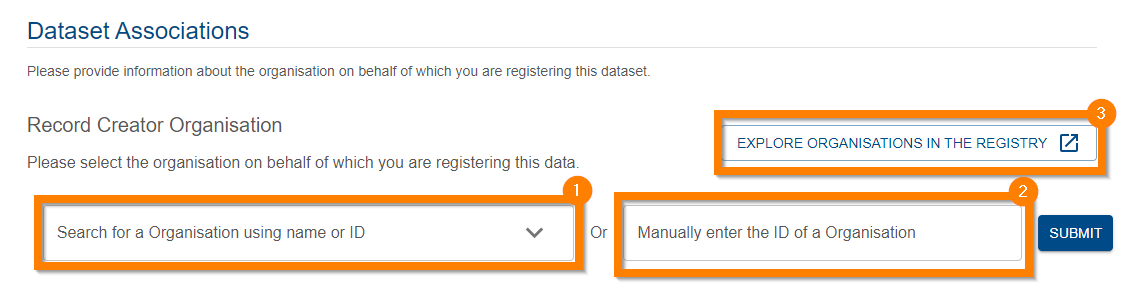 Dataset Associations
Please provide information about the organisation on behalf of which you are registering this dataset.
3
Record Creator Organisation
EXPLORE ORGANISATIONS IN THE REGISTRY
Please select the organisation on behalf of which you are registering this data.
1
2
Search for a Organisation using name or ID
Or
Manually enter the ID of a Organisation
SUBMIT